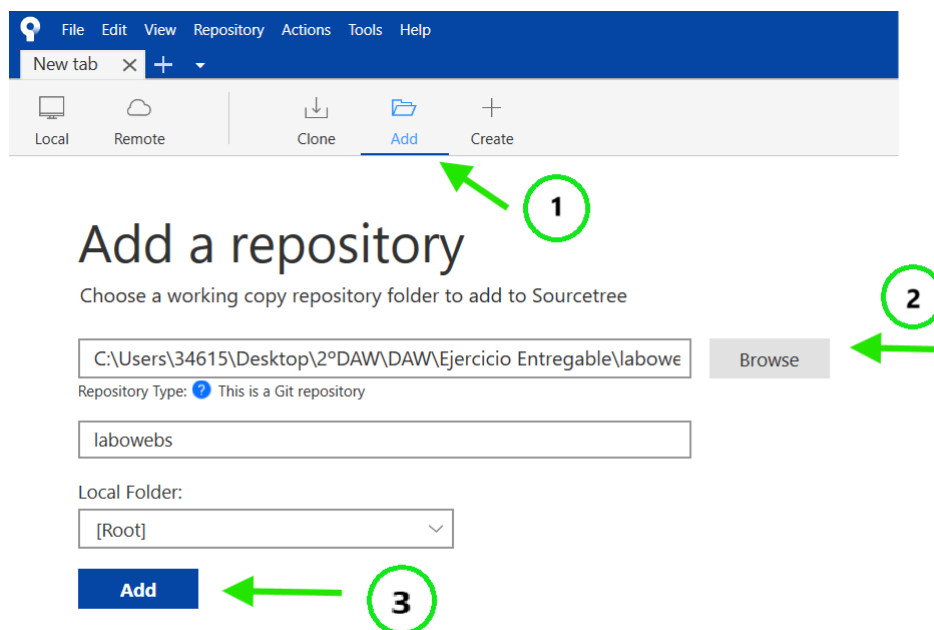 File Edit View Repository Actions Tools Help
New tab
Local Remote Clone Add Create
1
Add a repository
Choose a working copy repository folder to add to Sourcetree
2
C:\Users\34615\Desktop\2ºDAW\DAW\Ejercicio Entregable\labowe
Browse
Repository Type: ? This is a Git repository
labowebs
Local Folder:
[Root]
Add
3